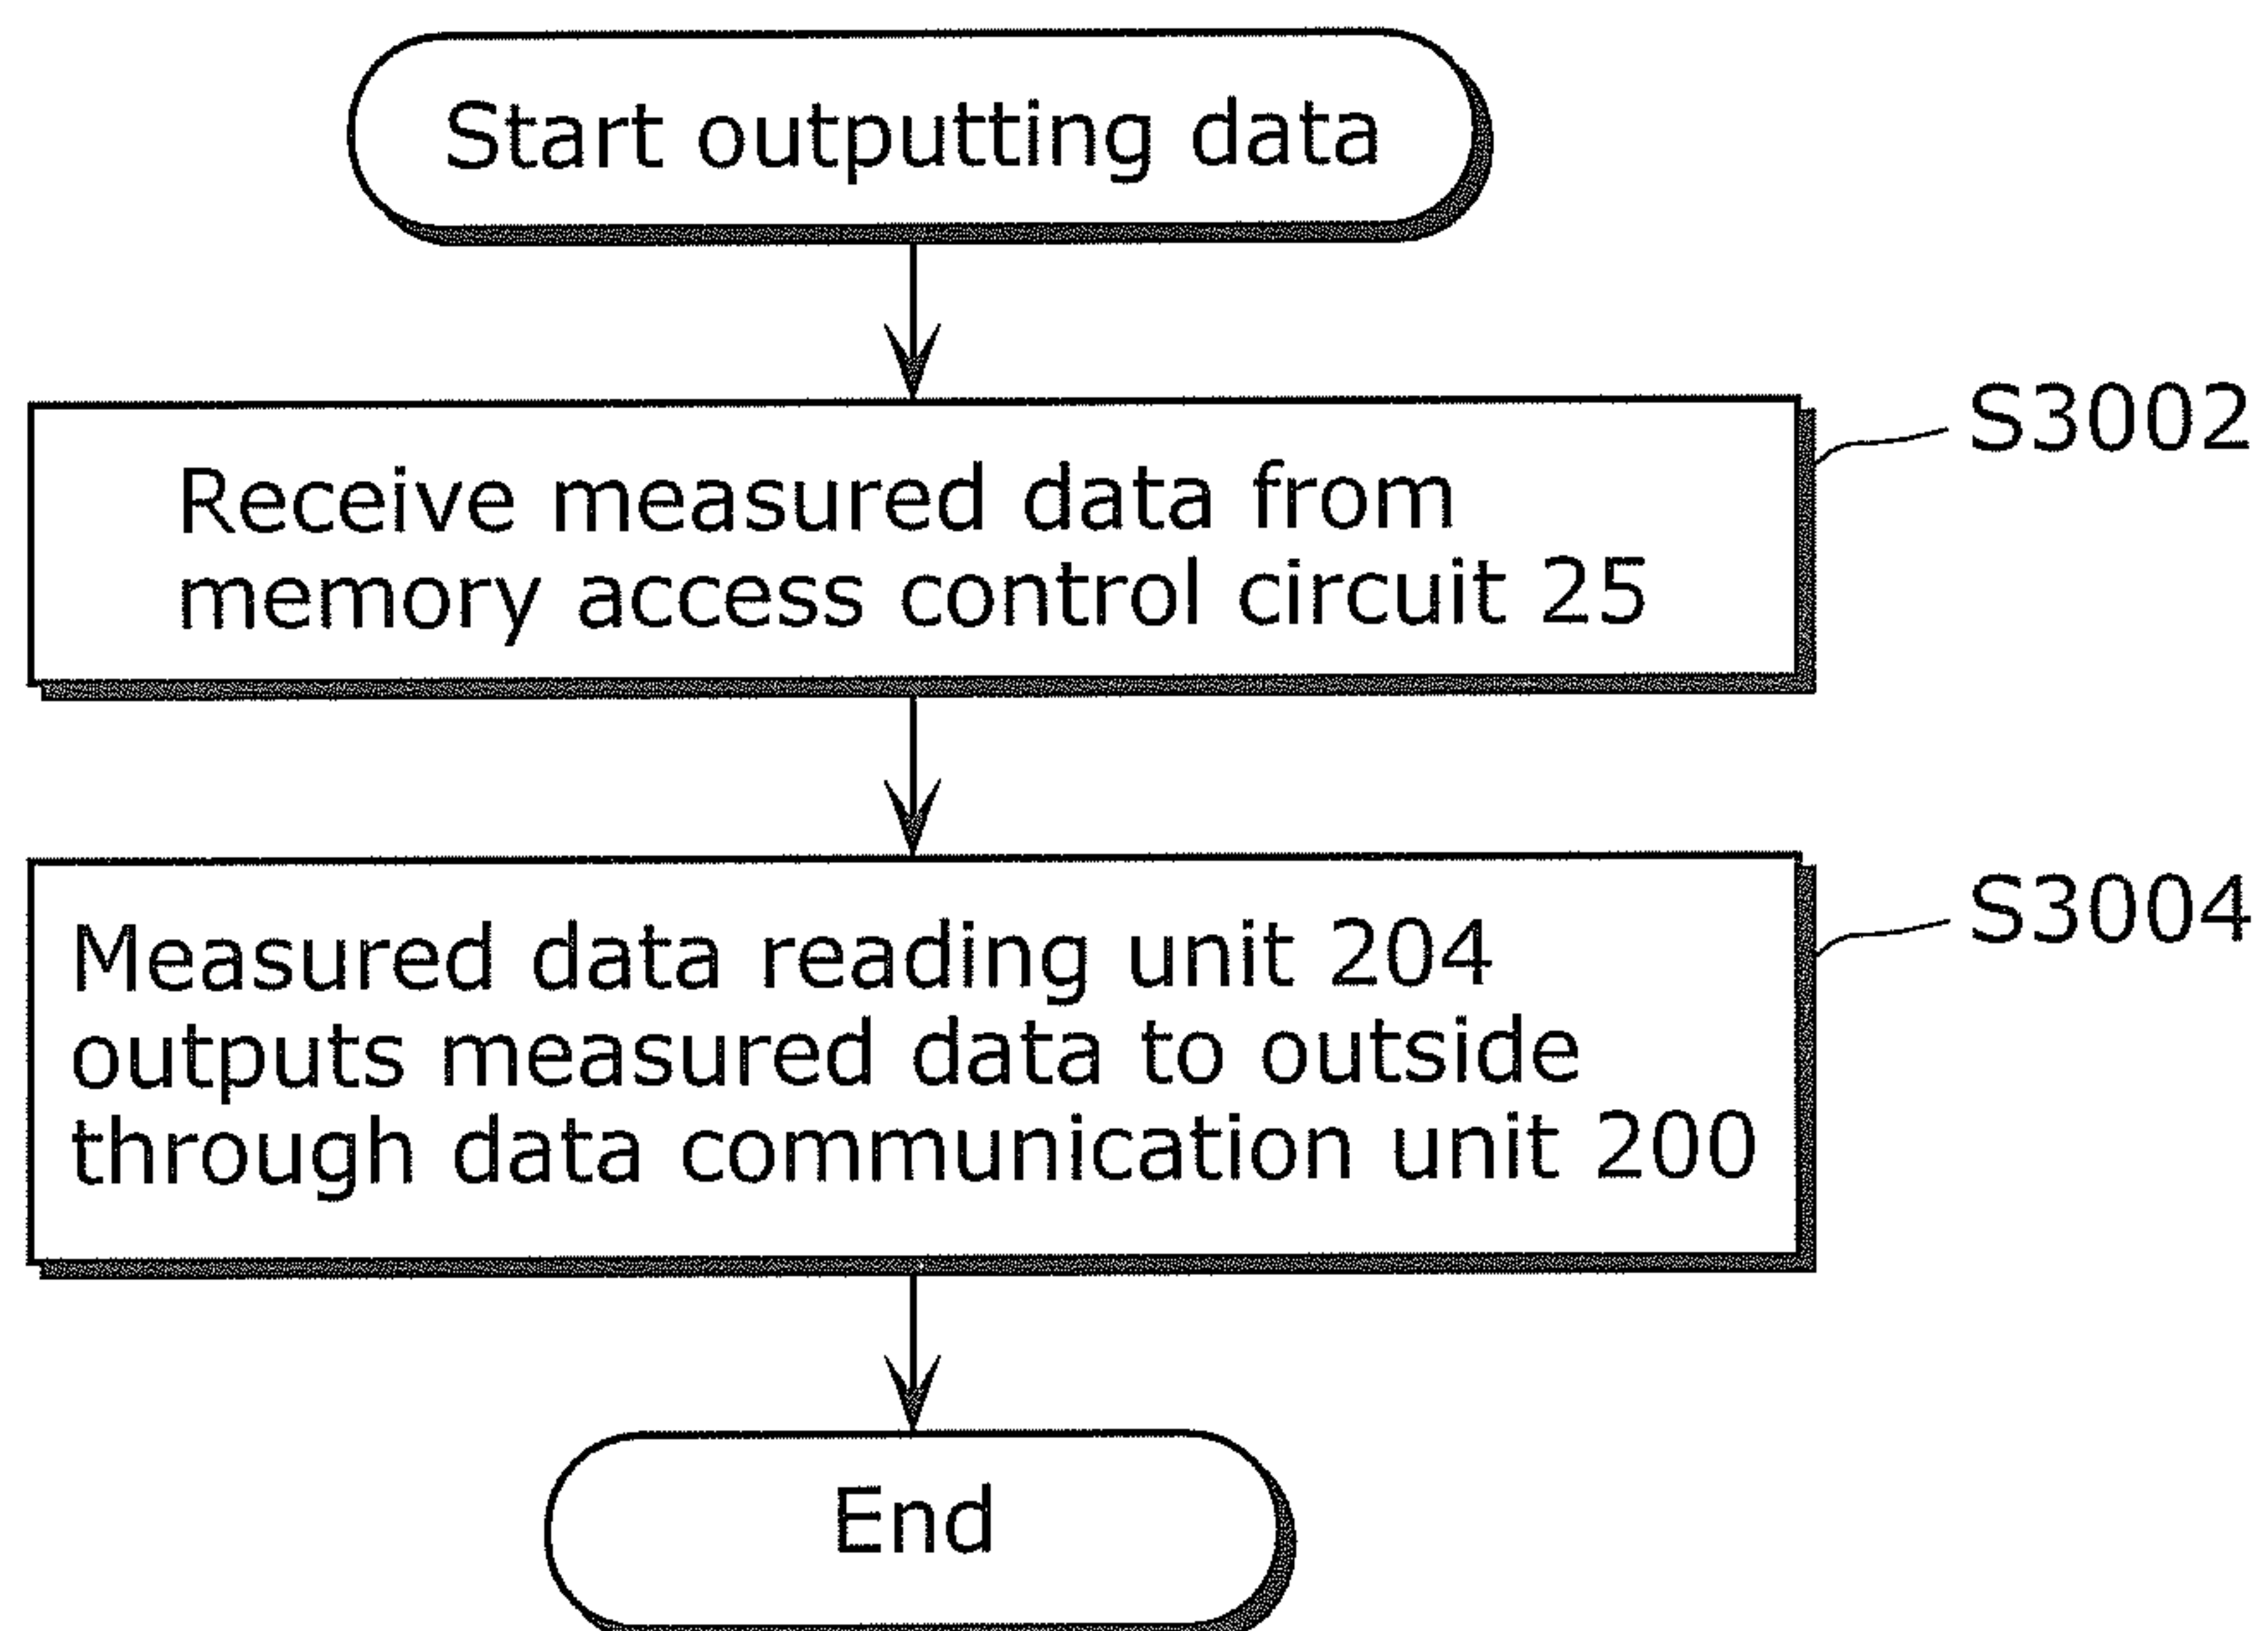 Start outputting data
S3002
Receive measured data from
memory access control circuit 25
S3004
Measured data reading unit 204
outputs measured data to outside
through data communication unit 200
End